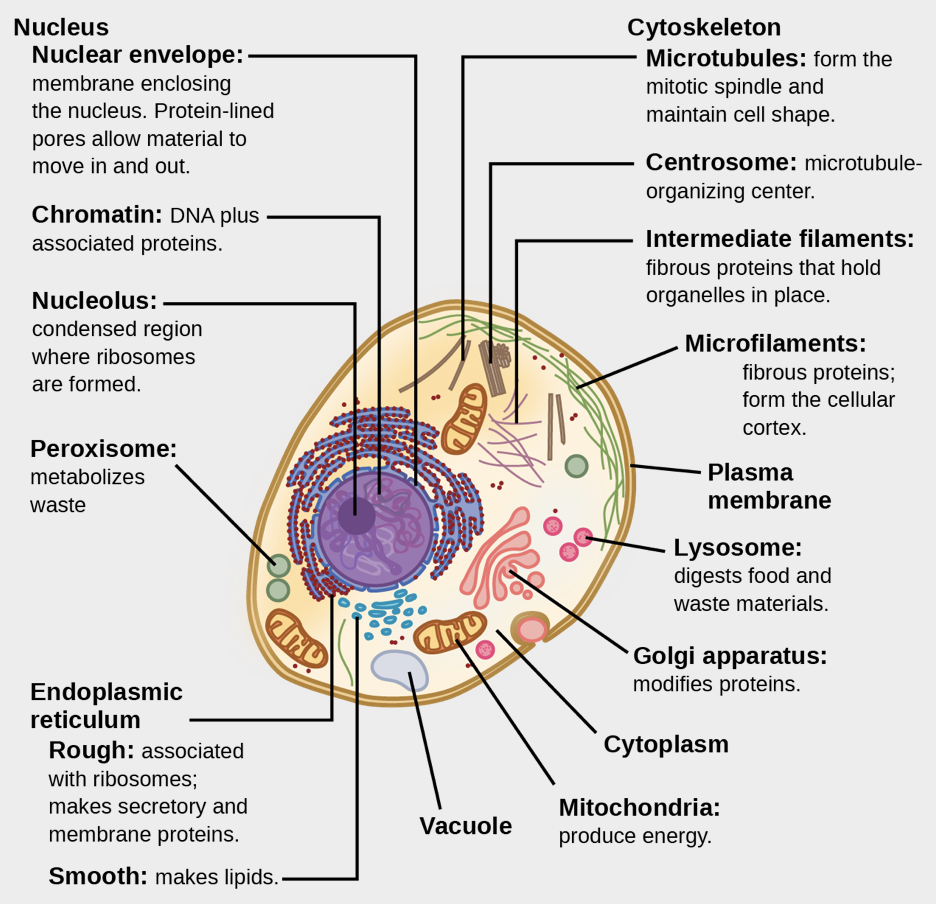 Nucleus
Nuclear envelope:
membrane enclosing
the nucleus. Protein-lined
pores allow material to
move in and out.
Chromatin: DNA plus
associated proteins.
Nucleolus:
condensed region
where ribosomes
are formed.
Peroxisome:
metabolizes
waste
Endoplasmic
reticulum
Rough: associated
with ribosomes;
makes secretory and
membrane proteins.
Smooth: makes lipids.
Cytoskeleton
Microtubules: form the
mitotic spindle and
maintain cell shape.
Centrosome: microtubule-
organizing center.
Intermediate filaments:
fibrous proteins that hold
organelles in place.
Microfilaments:
fibrous proteins;
form the cellular
cortex.
Plasma
membrane
Lysosome:
digests food and
waste materials.
Golgi apparatus:
modifies proteins.
Cytoplasm
Mitochondria:
produce energy.
Vacuole